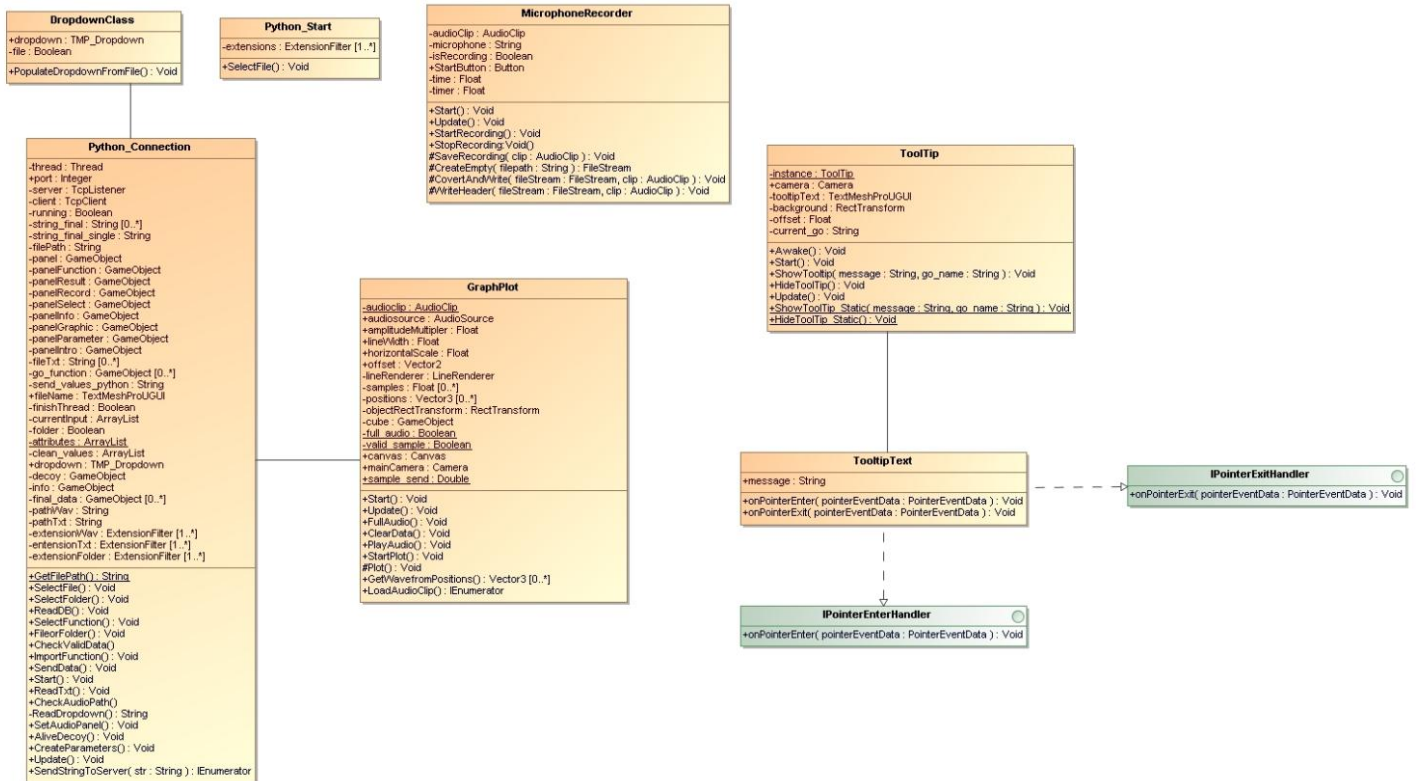 DropdownClass
+dropdown : TMP_Dropdown
-file : Boolean
+PopulateDropdownFromFile() : Void
Python_Start
-extensions : ExtensionFilter [1..*]
+SelectFile() : Void
MicrophoneRecorder
-audioClip : AudioClip
-microphone : String
-isRecording : Boolean
+StartButton : Button
-time : Float
-timer : Float
+Start() : Void
+Update() : Void
+StartRecording() : Void
+StopRecording:Void()
#SaveRecording( clip : AudioClip ) : Void
#CreateEmpty( filepath : String ) : FileStream
#CovertAndWrite( fileStream : FileStream, clip : AudioClip ) : Void
#WriteHeader( fileStream : FileStream, clip : AudioClip ) : Void
Python_Connection
-thread : Thread
+port : Integer
-server : TcpListener
-client : TcpClient
-running : Boolean
-string_final : String [0..*]
-string_final_single : String
-filePath : String
-panel : GameObject
-panelFunction : GameObject
-panelResult : GameObject
-panelRecord : GameObject
-panelSelect : GameObject
-panelInfo : GameObject
-panelGraphic : GameObject
-panelParameter : GameObject
-panelIntro : GameObject
-fileTxt : String [0..*]
-go_function : GameObject [0..*]
-send_values_python : String
+fileName : TextMeshProUGUI
-finishThread : Boolean
-currentInput : ArrayList
-folder : Boolean
-attributes : ArrayList
-clean_values : ArrayList
+dropdown : TMP_Dropdown
-decoy : GameObject
-info : GameObject
-final_data : GameObject [0..*]
-pathWav : String
-pathTxt : String
-extensionWav : ExtensionFilter [1..*]
-entensionTxt : ExtensionFilter [1..*]
-extensionFolder : ExtensionFilter [1..*]
+GetFilePath() : String
+SelectFile() : Void
+SelectFolder() : Void
+ReadDB() : Void
+SelectFunction() : Void
+FileorFolder() : Void
+CheckValidData()
+ImportFunction() : Void
+SendData() : Void
+Start() : Void
+ReadTxt() : Void
+CheckAudioPath()
-ReadDropdown() : String
+SetAudioPanel() : Void
+AliveDecoy() : Void
+CreateParameters() : Void
+Update() : Void
+SendStringToServer( str : String ) : IEnumerator
GraphPlot
-audioclip : AudioClip
+audiosource : AudioSource
+amplitudeMultipler : Float
+lineWidth : Float
+horizontalScale : Float
+offset : Vector2
-lineRenderer : LineRenderer
-samples : Float [0..*]
-positions : Vector3 [0..*]
-objectRectTransform : RectTransform
-cube : GameObject
-full_audio : Boolean
-valid_sample : Boolean
+canvas : Canvas
+mainCamera : Camera
+sample_send : Double
+Start() : Void
+Update() : Void
+FullAudio() : Void
+ClearData() : Void
+PlayAudio() : Void
+StartPlot() : Void
#Plot() : Void
+GetWavefromPositions() : Vector3 [0..*]
+LoadAudioClip() : IEnumerator
ToolTip
-instance : ToolTip
+camera : Camera
-tooltipText : TextMeshProUGUI
-background : RectTransform
-offset : Float
-current_go : String
+Awake() : Void
+Start() : Void
+ShowTooltip( message : String, go_name : String ) : Void
+HideToolTip() : Void
+Update() : Void
+ShowToolTip_Static( message : String, go_name : String ) : Void
+HideToolTip_Static() : Void
TooltipText
+message : String
+onPointerEnter( pointerEventData : PointerEventData ) : Void
+onPointerExit( pointerEventData : PointerEventData ) : Void
IPointerExitHandler
+onPointerExit( pointerEventData : PointerEventData ) : Void
IPointerEnterHandler
+onPointerEnter( pointerEventData : PointerEventData ) : Void